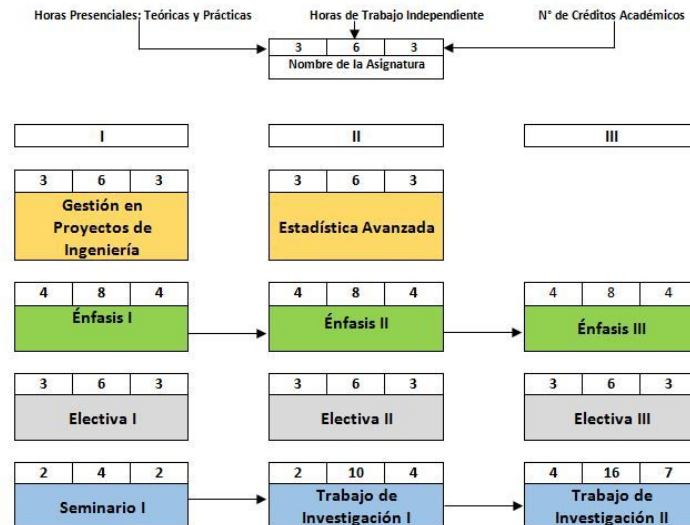 Horas Presenciales: Teóricas y Prácticas
Horas de Trabajo Independiente
N° de Créditos Académicos
3 6 3
Nombre de la Asignatura
I II III
3 6 3
Gestión en
Proyectos de
Ingeniería
3 6 3
Estadística Avanzada
4 8 4
Énfasis I
4 8 4
Énfasis II
4 8 4
Énfasis III
3 6 3
Electiva I
3 6 3
Electiva II
3 6 3
Electiva III
2 4 2
Seminario I
2 10 4
Trabajo de
Investigación I
4 16 7
Trabajo de
Investigación II